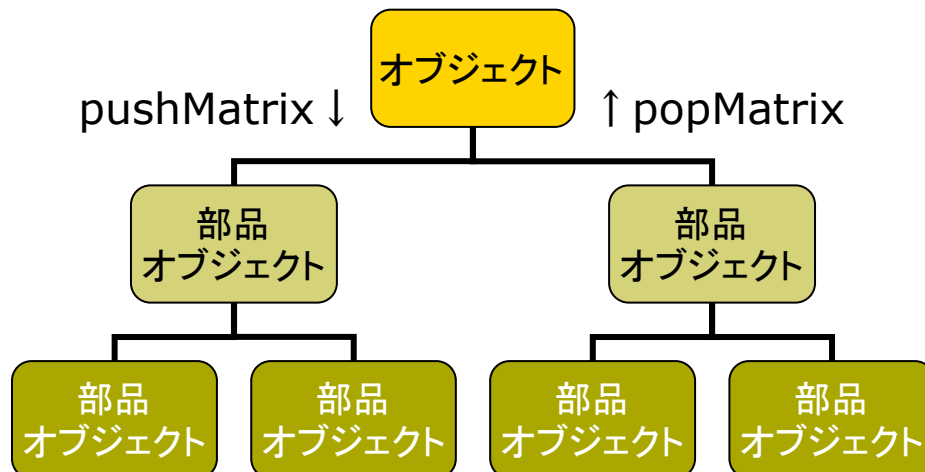 オブジェクト
pushMatrix ↓
↑ popMatrix
部品
オブジェクト
部品
オブジェクト
部品
オブジェクト
部品
オブジェクト
部品
オブジェクト
部品
オブジェクト